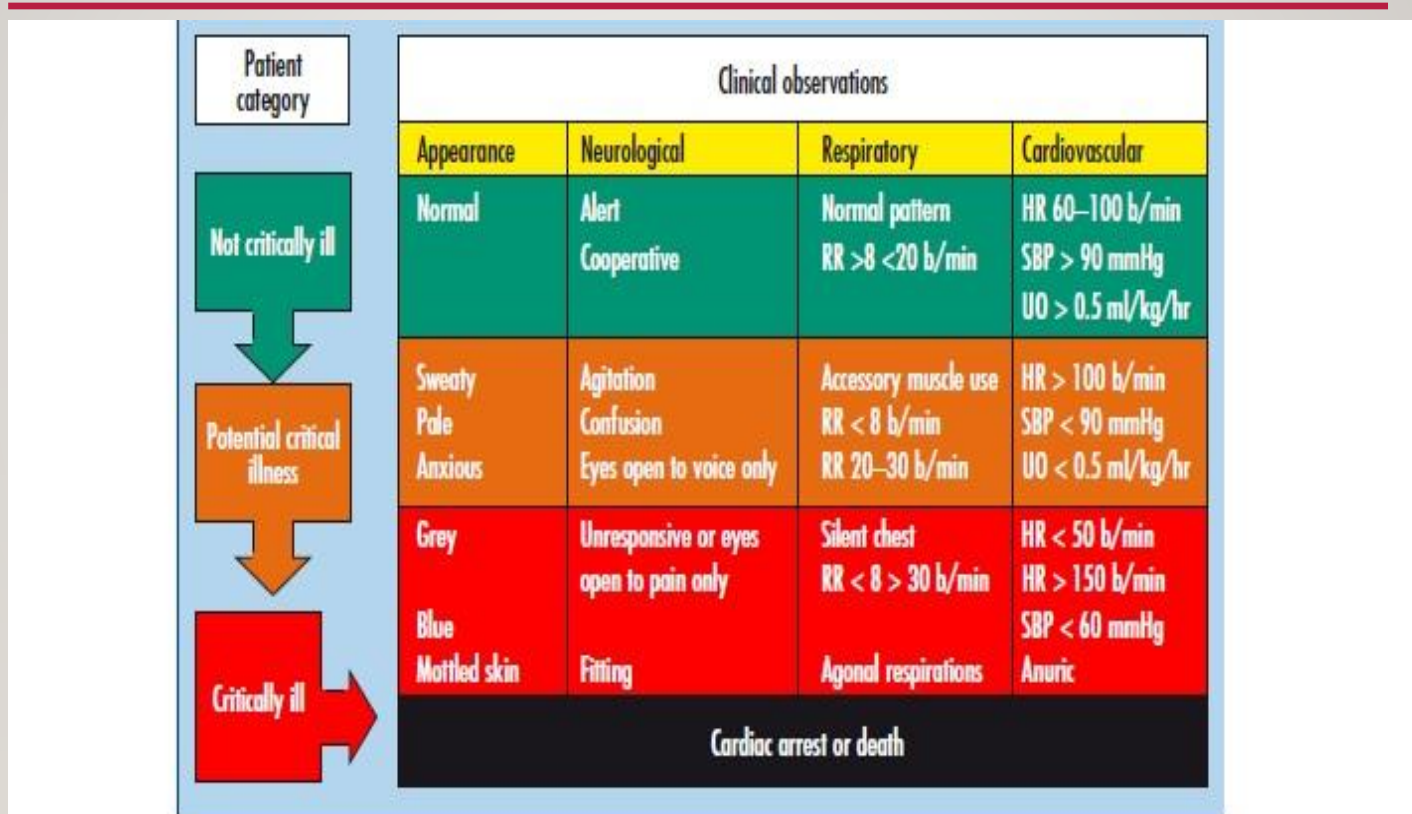 Patient
category
Clinical observations
Appearance Neurological Respiratory Cardiovascular
Not critically ill
Normal Alert Normal pattern HR 60–100 b/min
Cooperative RR >8 <20 b/min SBP > 90 mmHg
UO > 0.5 ml/kg/hr
Potential critical
illness
Sweaty Agitation Accessory muscle use HR > 100 b/min
Pale Confusion RR < 8 b/min SBP < 90 mmHg
Anxious Eyes open to voice only RR 20–30 b/min UO < 0.5 ml/kg/hr
Critically ill
Grey Unresponsive or eyes Silent chest HR < 50 b/min
open to pain only RR < 8 > 30 b/min HR > 150 b/min
Blue SBP < 60 mmHg
Mottled skin Fitting Agonal respirations Anuric
Cardiac arrest or death